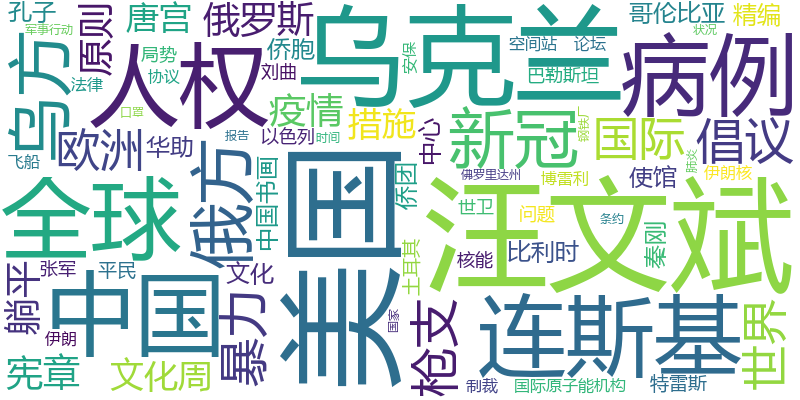 孔子
军事行动
唐宫
俄罗斯
乌克兰
哥伦比亚
精编
原则
局势
侨胞
空间站
论坛
状况
协议
刘曲
安保
巴勒斯坦
法律
人权
病例
乌方
飞船
口罩
疫情
措施
新冠
钢铁厂
国际
倡议
欧洲
华助
报告
以色列
时间
中心
肺炎
俄方
中国书画
美国
侨团
佛罗里达州
博雷利
使馆
伊朗核
全球
汪文斌
世卫
问题
条约
秦刚
躺平
张军
平民
中国
文化
土耳其
核能
比利时
暴力
枪支
连斯基
世界
伊朗
国家
宪章
文化周
制裁
国际原子能机构
特雷斯